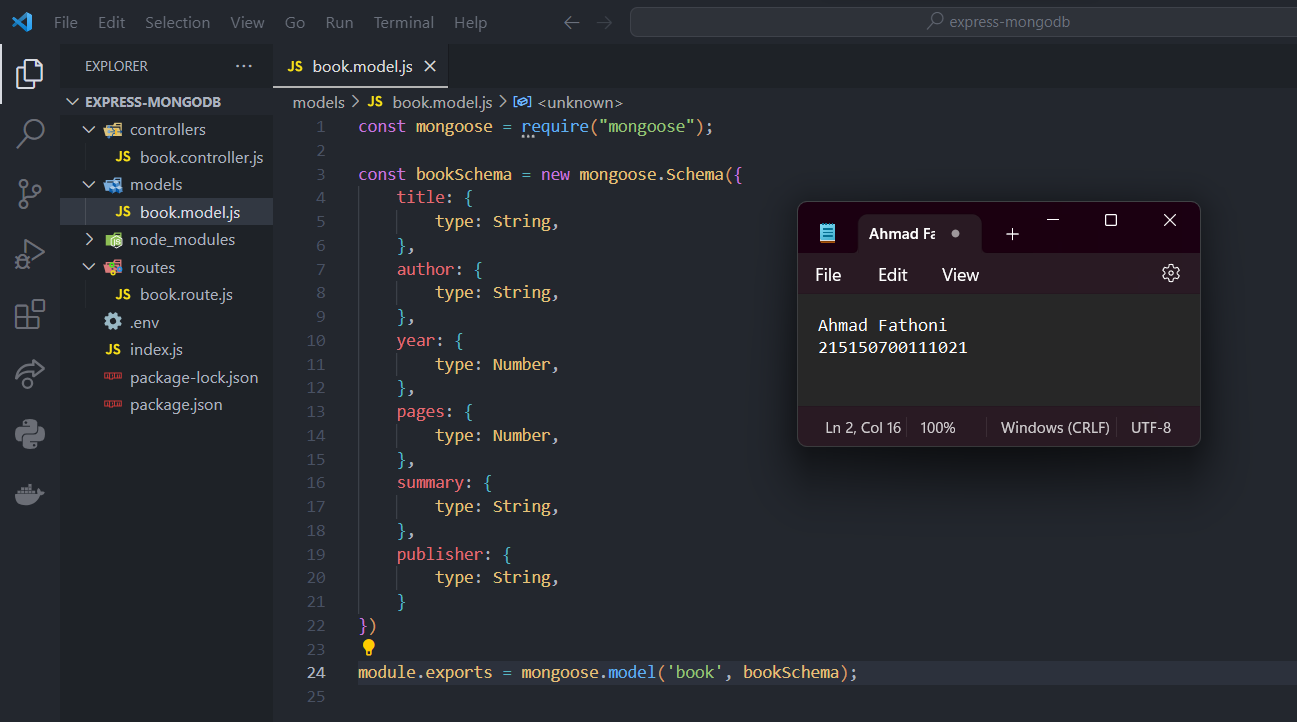 File Edit Selection View Go Run Terminal Help
express-mongodb
EXPLORER
EXPRESS-MONGODB
controllers
JS book.controller.js
models
JS book.model.js
node_modules
routes
JS book.route.js
.env
JS index.js
package-lock.json
package.json
JS book.model.js
models > JS book.model.js > <unknown>
1 const mongoose = require("mongoose");
2
3 const bookSchema = new mongoose.Schema({
4 title: {
5 type: String,
6 },
7 author: {
8 type: String,
9 },
10 year: {
11 type: Number,
12 },
13 pages: {
14 type: Number,
15 },
16 summary: {
17 type: String,
18 },
19 publisher: {
20 type: String,
21 }
22 })
23
24 module.exports = mongoose.model('book', bookSchema);
25
Ahmad Fa
File Edit View
Ahmad Fathoni
215150700111021
Ln 2, Col 16 100% Windows (CRLF) UTF-8